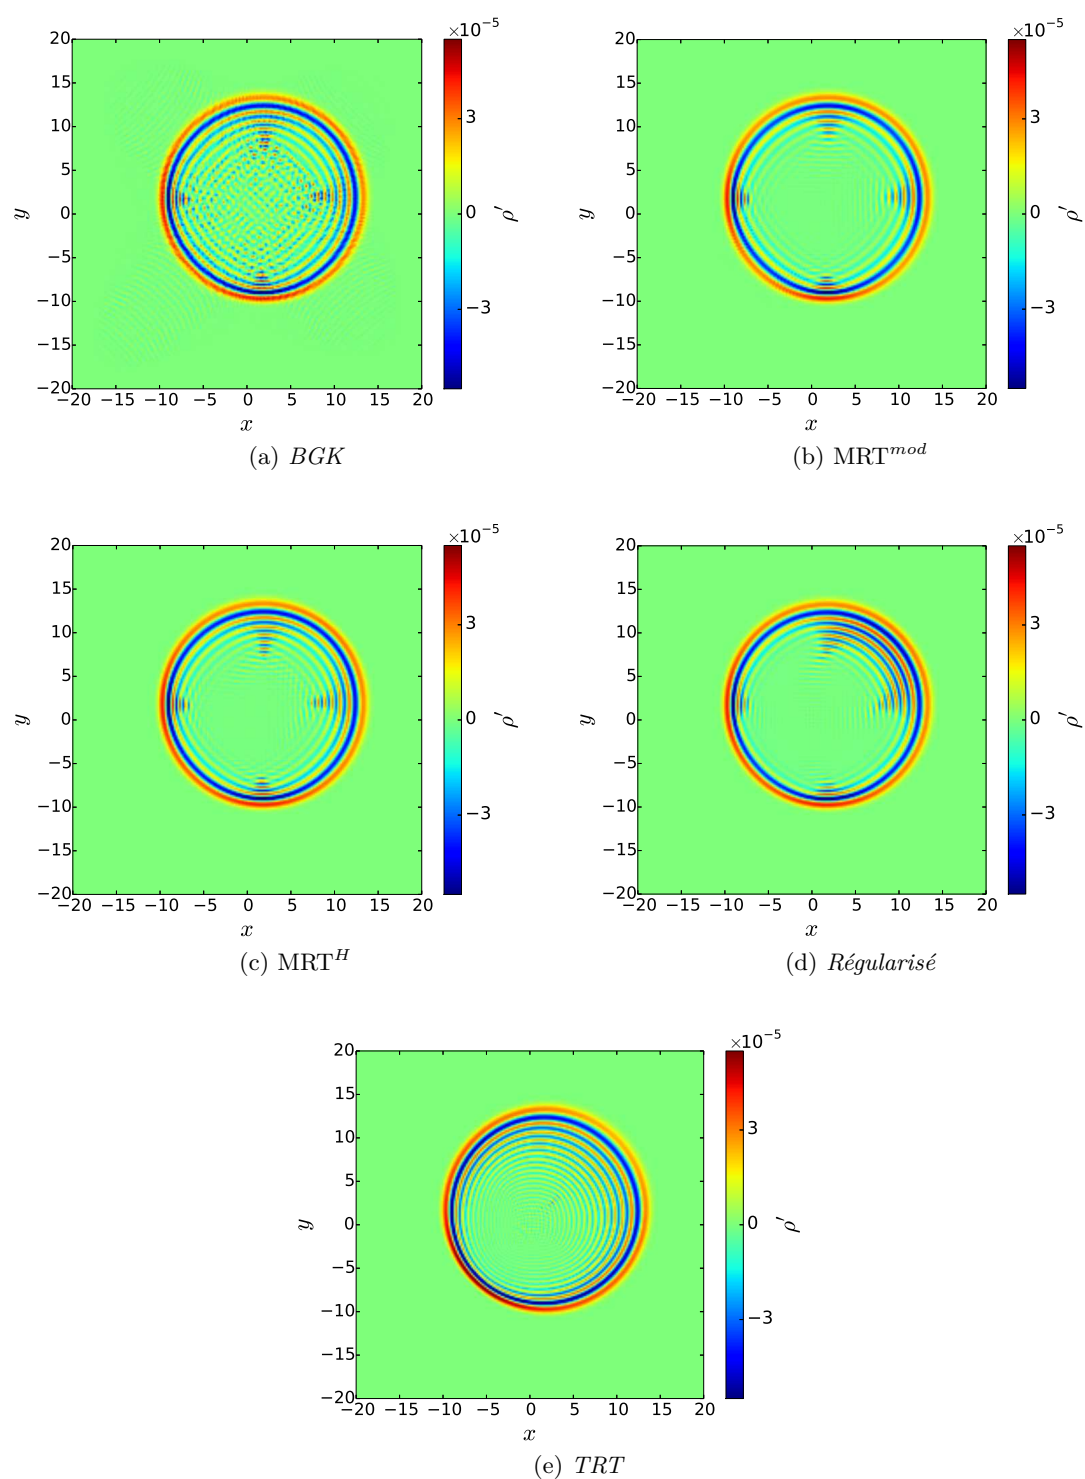 ×10⁻⁵ ×10⁻⁵
20 20
15 15
10 3 10 3
5 5
y 0 0 ρ′ y 0 0 ρ′
−5 −5
−10 −3 −10 −3
−15 −15
−20 −20
−20 −15 −10 −5 0 5 10 15 20 −20 −15 −10 −5 0 5 10 15 20
x x
(a) BGK (b) MRTᵐᵒᵈ
×10⁻⁵ ×10⁻⁵
20 20
15 15
10 3 10 3
5 5
y 0 0 ρ′ y 0 0 ρ′
−5 −5
−10 −3 −10 −3
−15 −15
−20 −20
−20 −15 −10 −5 0 5 10 15 20 −20 −15 −10 −5 0 5 10 15 20
x x
(c) MRTᴴ (d) Régularisé
×10⁻⁵
20
15
10 3
5
y 0 0 ρ′
−5
−10 −3
−15
−20
−20 −15 −10 −5 0 5 10 15 20
x
(e) TRT